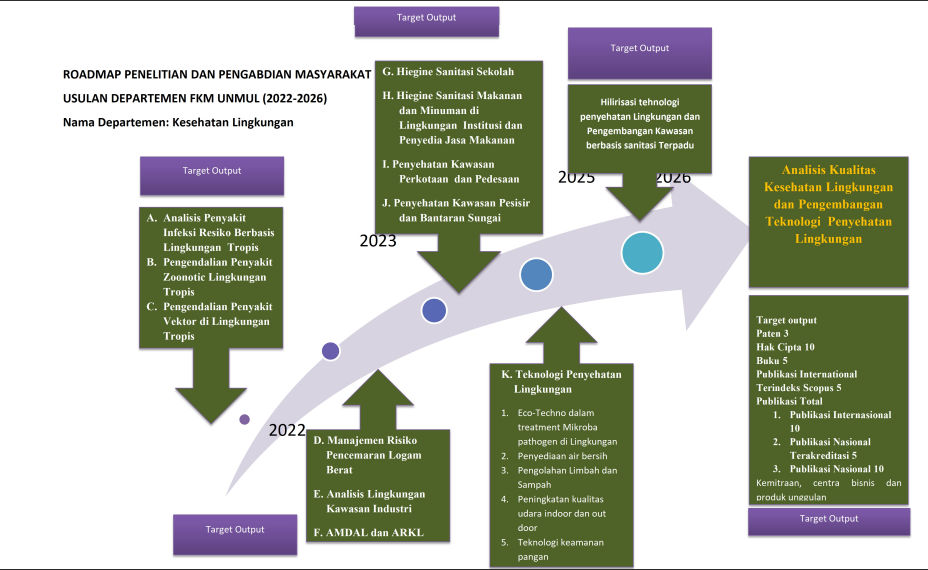 Target Output
Target Output
ROADMAP PENELITIAN DAN PENGABDIAN MASYARAKAT
USULAN DEPARTEMEN FKM UNMUL (2022-2026)
Nama Departemen: Kesehatan Lingkungan
Target Output
A. Analisis Penyakit
Infeksi Resiko Berbasis
Lingkungan Tropis
B. Pengendalian Penyakit
Zoonotic Lingkungan
Tropis
C. Pengendalian Penyakit
Vektor di Lingkungan
Tropis
G. Hiegine Sanitasi Sekolah
H. Hiegine Sanitasi Makanan
dan Minuman di
Lingkungan Institusi dan
Penyedia Jasa Makanan
I. Penyehatan Kawasan
Perkotaan dan Pedesaan
J. Penyehatan Kawasan Pesisir
dan Bantaran Sungai
Hilirisasi tehnologi
penyehatan Lingkungan dan
Pengembangan Kawasan
berbasis sanitasi Terpadu
2025
2026
2023
2022
Analisis Kualitas
Kesehatan Lingkungan
dan Pengembangan
Teknologi Penyehatan
Lingkungan
D. Manajemen Risiko
Pencemaran Logam
Berat
E. Analisis Lingkungan
Kawasan Industri
F. AMDAL dan ARKL
Target Output
K. Teknologi Penyehatan
Lingkungan
1. Eco-Techno dalam
treatment Mikroba
pathogen di Lingkungan
2. Penyediaan air bersih
3. Pengolahan Limbah dan
Sampah
4. Peningkatan kualitas
udara indoor dan out
door
5. Teknologi keamanan
pangan
Target output
Paten 3
Hak Cipta 10
Buku 5
Publikasi International
Terindeks Scopus 5
Publikasi Total
1. Publikasi Internasional
10
2. Publikasi Nasional
Terakreditasi 5
3. Publikasi Nasional 10
Kemitraan, centra bisnis dan
produk unggulan
Target Output